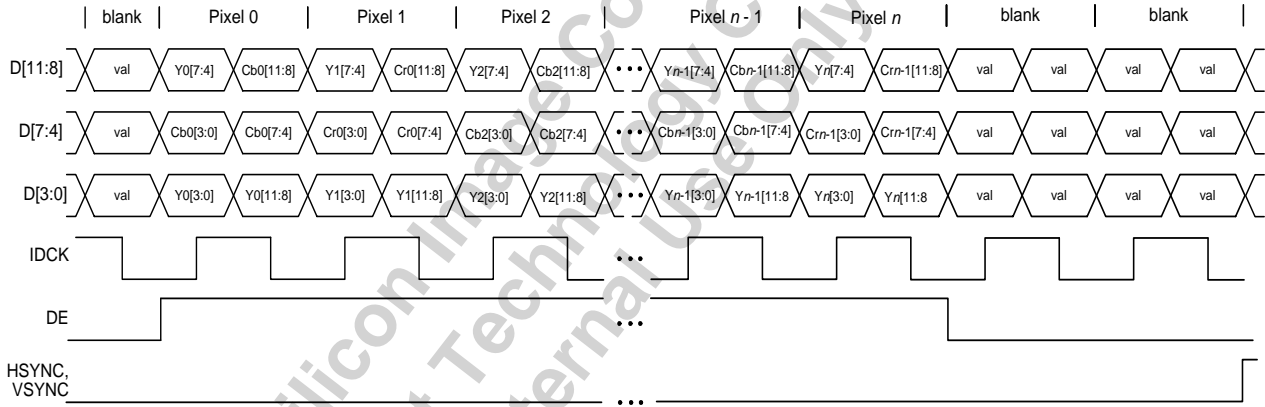 blank Pixel 0 Pixel 1 Pixel 2 Pixel n - 1 Pixel n blank blank
D[11:8] val Y0[7:4] Cb0[11:8] Y1[7:4] Cr0[11:8] Y2[7:4] Cb2[11:8] ••• Yn-1[7:4] Cbn-1[11:8] Yn[7:4] Crn-1[11:8] val val val val
D[7:4] val Cb0[3:0] Cb0[7:4] Cr0[3:0] Cr0[7:4] Cb2[3:0] Cb2[7:4] ••• Cbn-1[3:0] Cbn-1[7:4] Crn-1[3:0] Crn-1[7:4] val val val val
D[3:0] val Y0[3:0] Y0[11:8] Y1[3:0] Y1[11:8] Y2[3:0] Y2[11:8] ••• Yn-1[3:0] Yn-1[11:8 Yn[3:0] Yn[11:8 val val val val
IDCK •••
DE •••
HSYNC,
VSYNC •••
ilicon Image Co
t Technology C
ternal Use Only